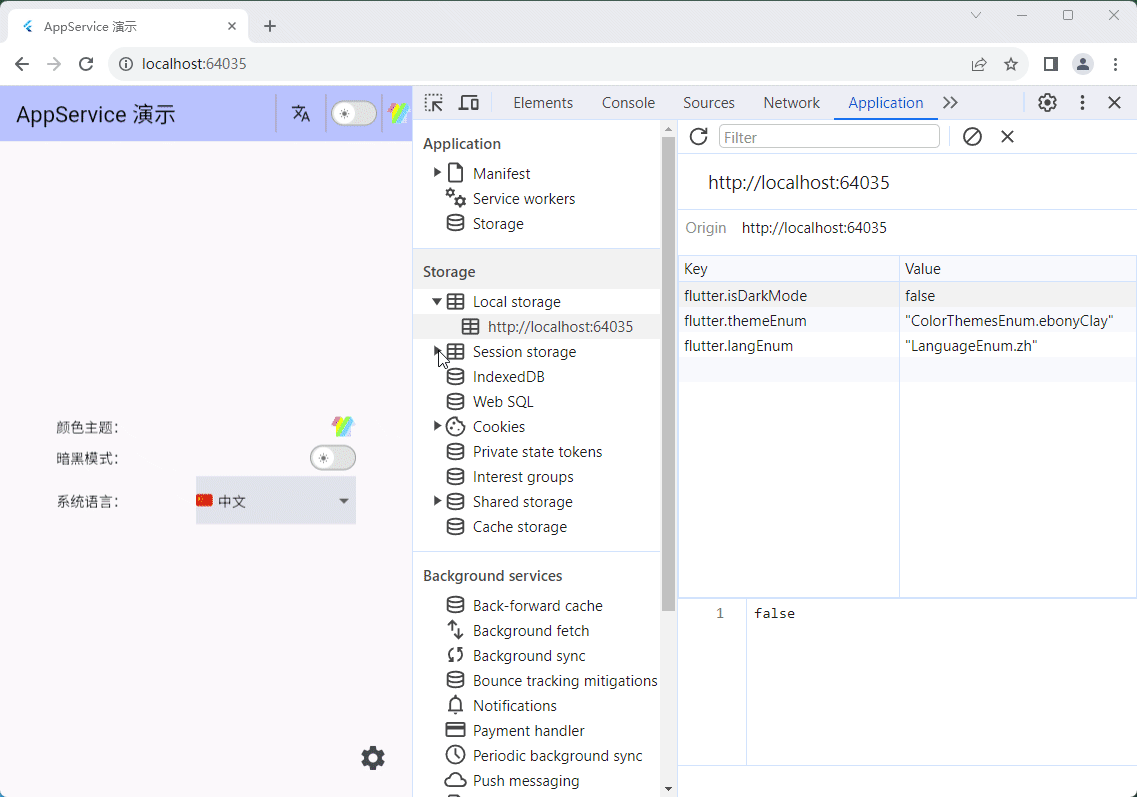 AppService 演示
localhost:64035
AppService 演示
颜色主题：
暗黑模式：
系统语言：
中文
Elements Console Sources Network Application
Application
Manifest
Service workers
Storage
Storage
Local storage
http://localhost:64035
Session storage
IndexedDB
Web SQL
Cookies
Private state tokens
Interest groups
Shared storage
Cache storage
Background services
Back-forward cache
Background fetch
Background sync
Bounce tracking mitigations
Notifications
Payment handler
Periodic background sync
Push messaging
Filter
http://localhost:64035
Origin http://localhost:64035
Key Value
flutter.isDarkMode false
flutter.themeEnum "ColorThemesEnum.ebonyClay"
flutter.langEnum "LanguageEnum.zh"
1 false